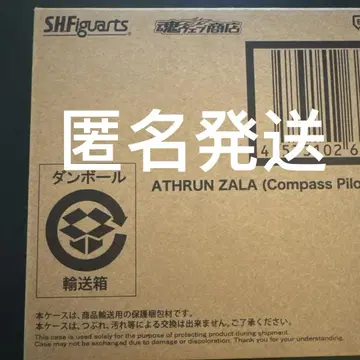 S.H.Figuarts
魂ウェブ商店
匿名発送
ダンボール
ATHRUN ZALA (Compass Pilo
輸送箱
本ケースは、商品輸送用の保護梱包材です。
本ケースは、つぶれ、汚れ等による交換は出来ません。ご了承ください。
This case is used solely for the purpose of protecting product during shipment.
Case may not be exchanged due to damage or discoloration. Thank you for your understanding.